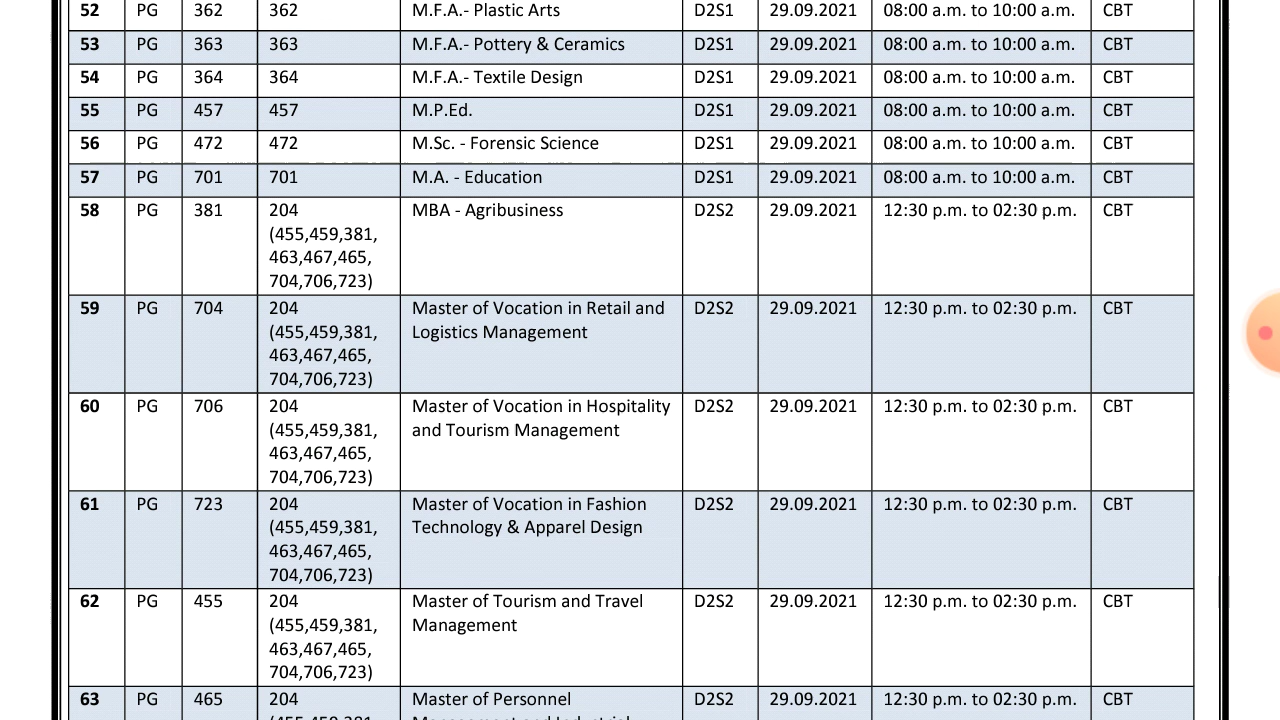 52 PG 362 362 M.F.A.- Plastic Arts D2S1 29.09.2021 08:00 a.m. to 10:00 a.m. CBT
53 PG 363 363 M.F.A.- Pottery & Ceramics D2S1 29.09.2021 08:00 a.m. to 10:00 a.m. CBT
54 PG 364 364 M.F.A.- Textile Design D2S1 29.09.2021 08:00 a.m. to 10:00 a.m. CBT
55 PG 457 457 M.P.Ed. D2S1 29.09.2021 08:00 a.m. to 10:00 a.m. CBT
56 PG 472 472 M.Sc. - Forensic Science D2S1 29.09.2021 08:00 a.m. to 10:00 a.m. CBT
57 PG 701 701 M.A. - Education D2S1 29.09.2021 08:00 a.m. to 10:00 a.m. CBT
58 PG 381 204 MBA - Agribusiness D2S2 29.09.2021 12:30 p.m. to 02:30 p.m. CBT
(455,459,381,
463,467,465,
704,706,723)
59 PG 704 204 Master of Vocation in Retail and D2S2 29.09.2021 12:30 p.m. to 02:30 p.m. CBT
(455,459,381, Logistics Management
463,467,465,
704,706,723)
60 PG 706 204 Master of Vocation in Hospitality D2S2 29.09.2021 12:30 p.m. to 02:30 p.m. CBT
(455,459,381, and Tourism Management
463,467,465,
704,706,723)
61 PG 723 204 Master of Vocation in Fashion D2S2 29.09.2021 12:30 p.m. to 02:30 p.m. CBT
(455,459,381, Technology & Apparel Design
463,467,465,
704,706,723)
62 PG 455 204 Master of Tourism and Travel D2S2 29.09.2021 12:30 p.m. to 02:30 p.m. CBT
(455,459,381, Management
463,467,465,
704,706,723)
63 PG 465 204 Master of Personnel D2S2 29.09.2021 12:30 p.m. to 02:30 p.m. CBT